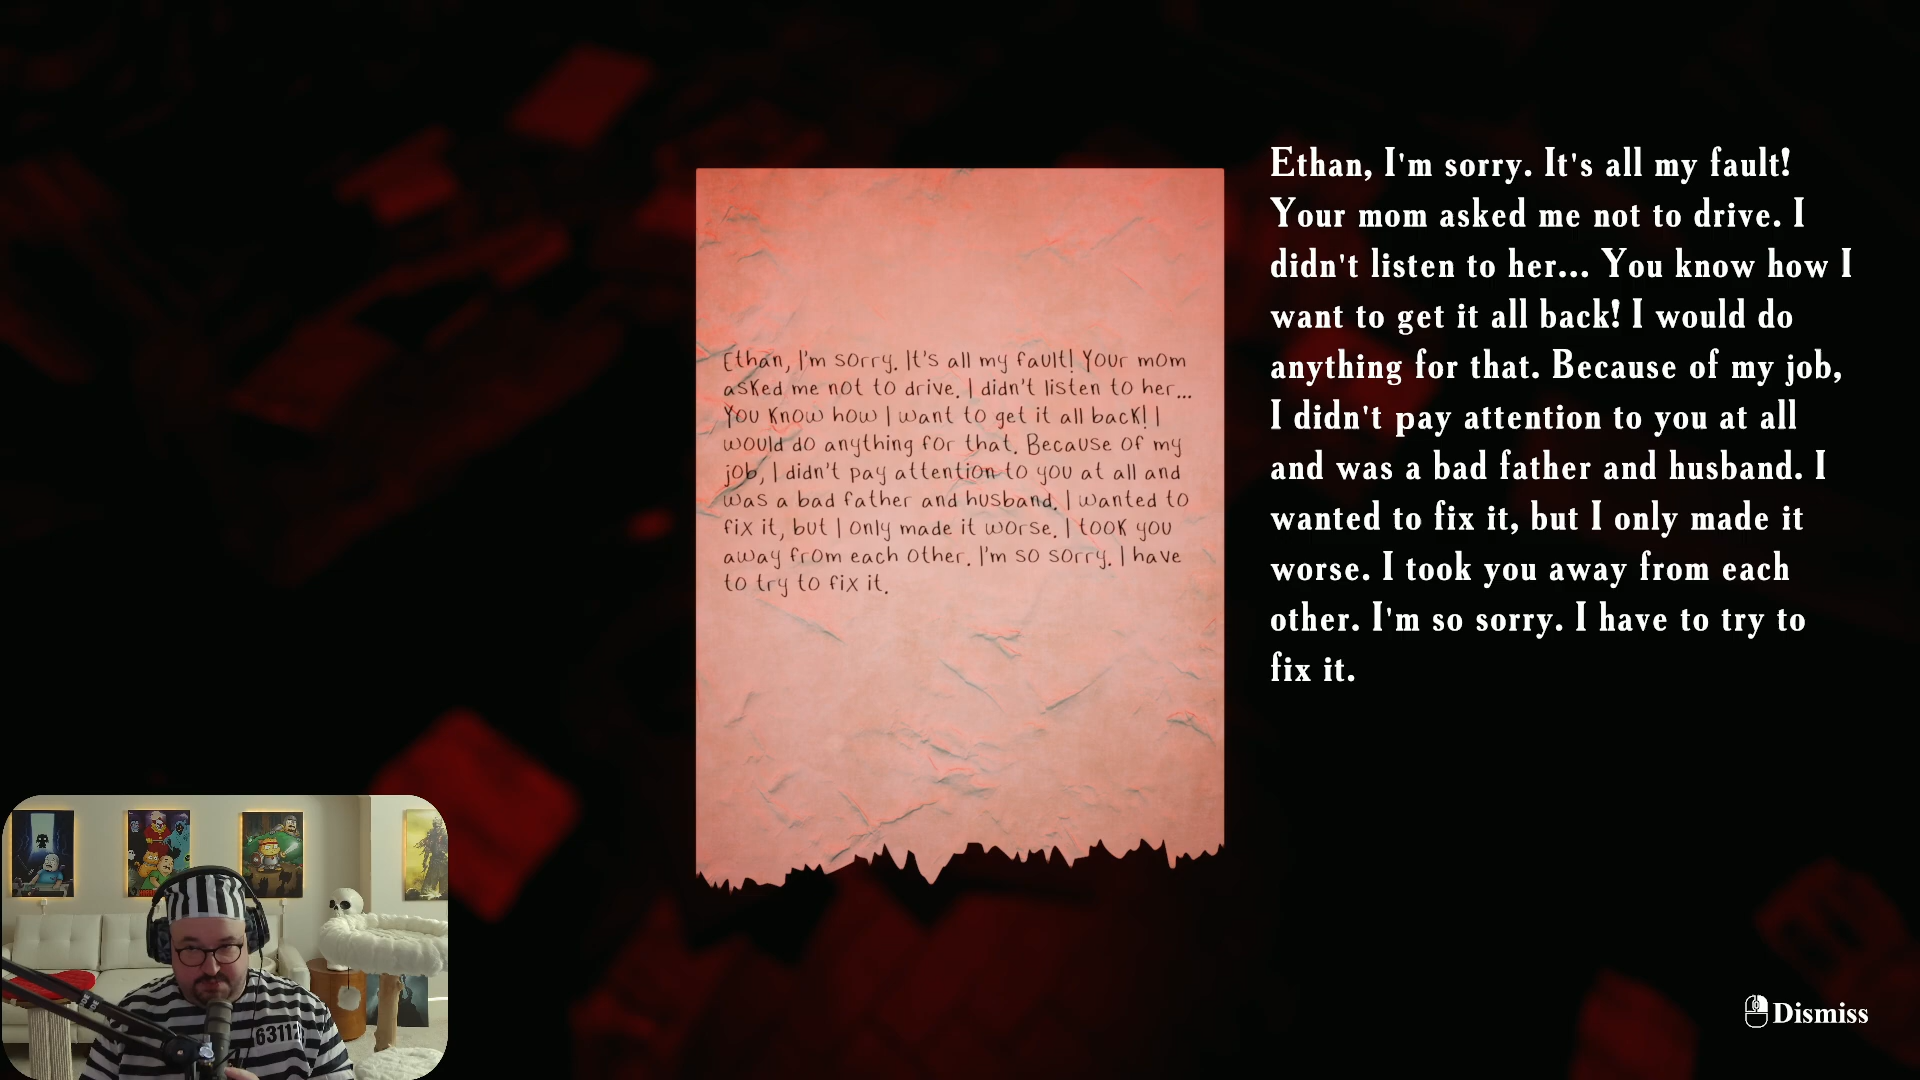 Ethan, I'm sorry. It's all my fault! Your mom
asked me not to drive. I didn't listen to her...
You know how I want to get it all back! I
would do anything for that. Because of my
job, I didn't pay attention to you at all and
was a bad father and husband. I wanted to
fix it, but I only made it worse. I took you
away from each other. I'm so sorry. I have
to try to fix it.
Ethan, I'm sorry. It's all my fault!
Your mom asked me not to drive. I
didn't listen to her... You know how I
want to get it all back! I would do
anything for that. Because of my job,
I didn't pay attention to you at all
and was a bad father and husband. I
wanted to fix it, but I only made it
worse. I took you away from each
other. I'm so sorry. I have to try to
fix it.
63112
Dismiss